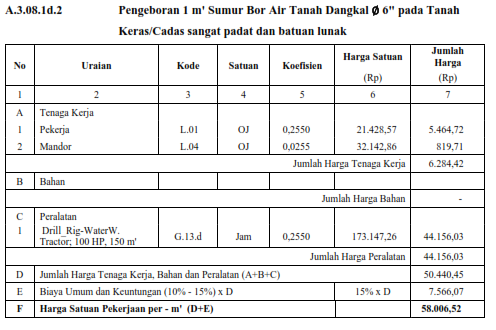 A.3.08.1d.2 Pengeboran 1 m' Sumur Bor Air Tanah Dangkal Ø 6" pada Tanah
Keras/Cadas sangat padat dan batuan lunak
No Uraian Kode Satuan Koefisien Harga Satuan (Rp) Jumlah Harga (Rp)
1 2 3 4 5 6 7
A Tenaga Kerja
1 Pekerja L.01 OJ 0,2550 21.428,57 5.464,72
2 Mandor L.04 OJ 0,0255 32.142,86 819,71
Jumlah Harga Tenaga Kerja 6.284,42
B Bahan
Jumlah Harga Bahan -
C Peralatan
1 Drill_Rig-WaterW.
Tractor; 100 HP, 150 m' G.13.d Jam 0,2550 173.147,26 44.156,03
Jumlah Harga Peralatan 44.156,03
D Jumlah Harga Tenaga Kerja, Bahan dan Peralatan (A+B+C) 50.440,45
E Biaya Umum dan Keuntungan (10% - 15%) x D 15% x D 7.566,07
F Harga Satuan Pekerjaan per - m' (D+E) 58.006,52